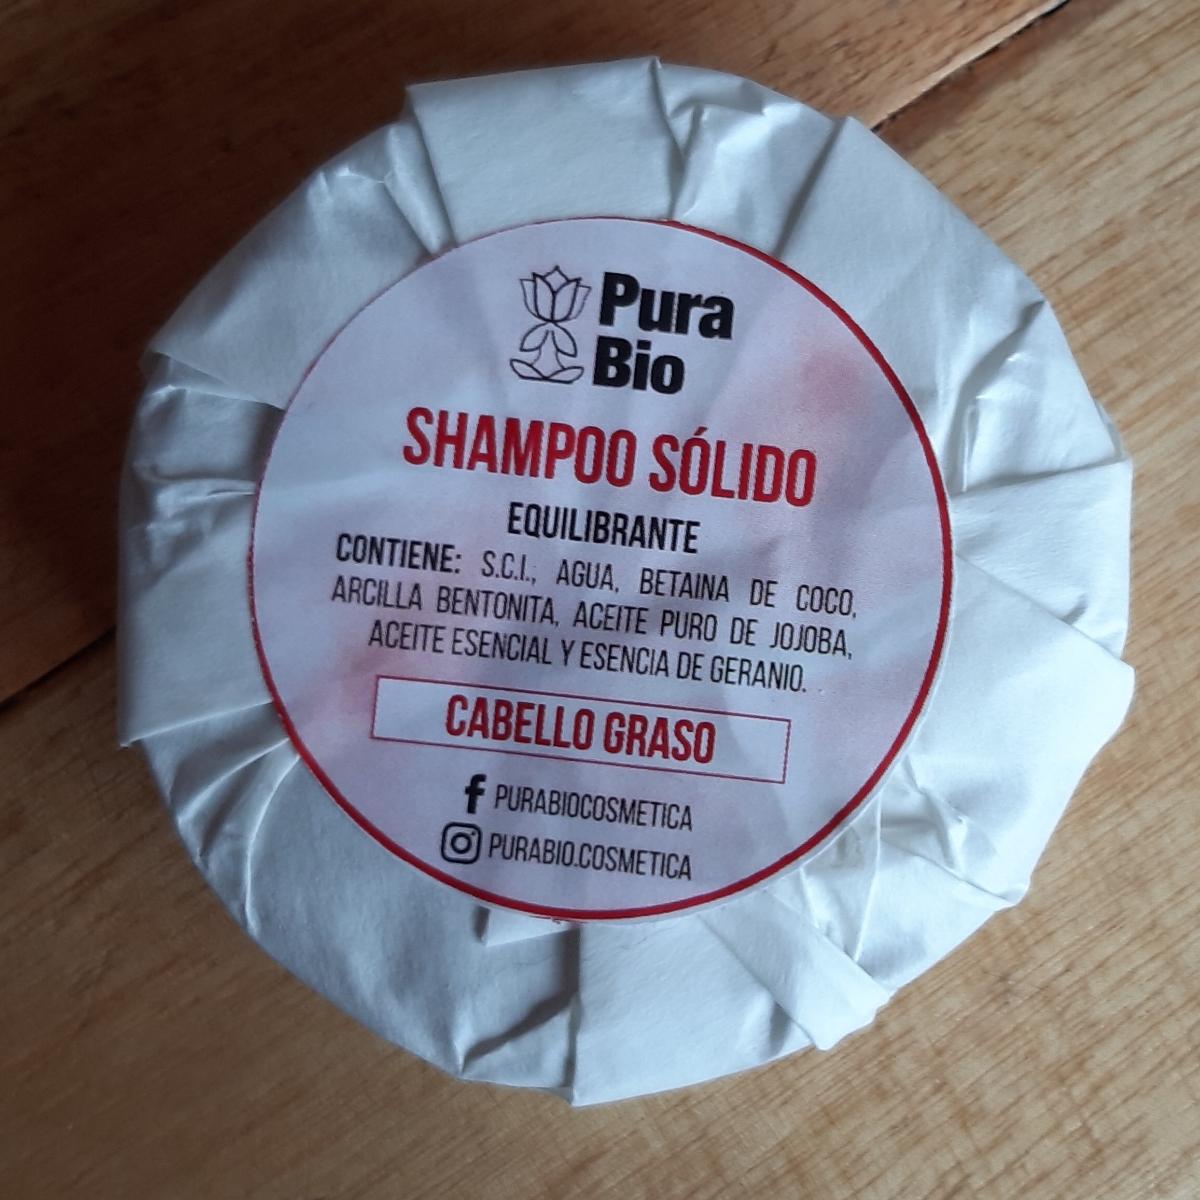 Pura
Bio
SHAMPOO SÓLIDO
EQUILIBRANTE
CONTIENE: S.C.I., AGUA, BETAINA DE COCO,
ARCILLA BENTONITA, ACEITE PURO DE JOJOBA,
ACEITE ESENCIAL Y ESENCIA DE GERANIO.
CABELLO GRASO
f PURABIOCOSMETICA
PURABIO.COSMETICA